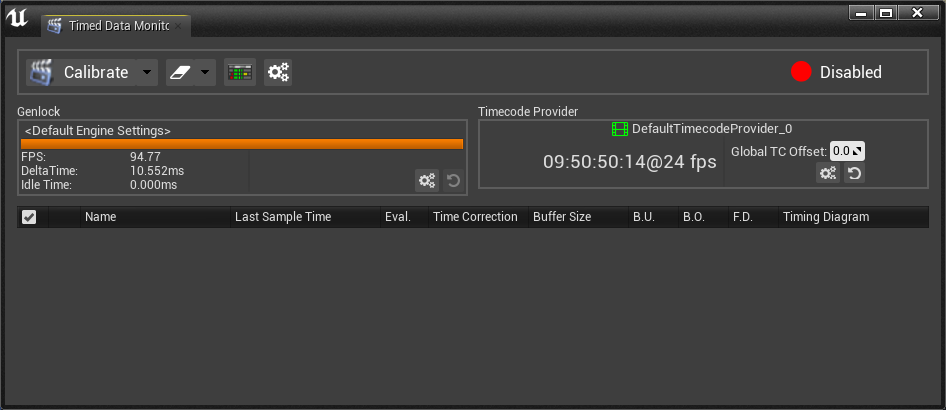 Timed Data Monito
Calibrate
Disabled
Genlock
<Default Engine Settings>
FPS: 94.77
DeltaTime: 10.552ms
Idle Time: 0.000ms
Timecode Provider
DefaultTimecodeProvider_0
09:50:50:14@24 fps
Global TC Offset: 0.0
Name Last Sample Time Eval. Time Correction Buffer Size B.U. B.O. F.D. Timing Diagram